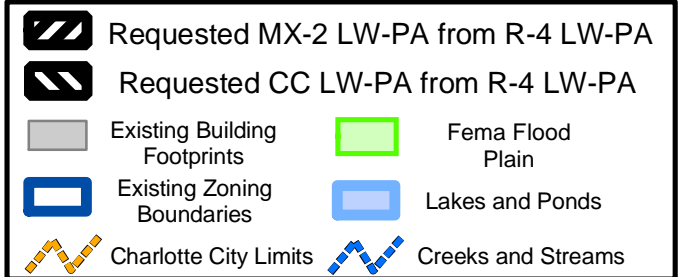 Requested MX-2 LW-PA from R-4 LW-PA
Requested CC LW-PA from R-4 LW-PA
Existing Building
Footprints
Fema Flood
Plain
Existing Zoning
Boundaries
Lakes and Ponds
Charlotte City Limits
Creeks and Streams